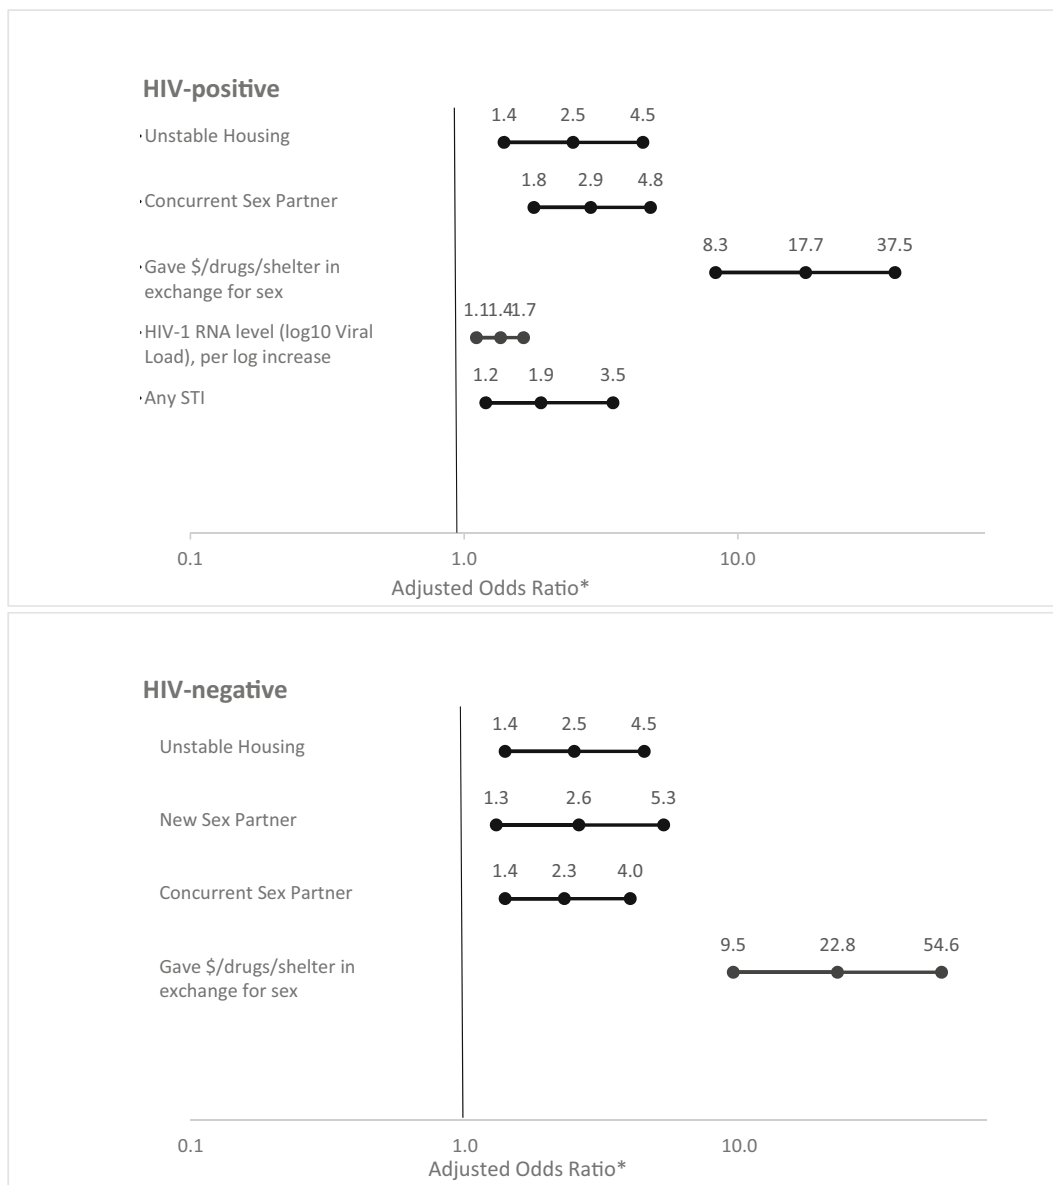 HIV-positive
1.4 2.5 4.5
Unstable Housing
1.8 2.9 4.8
Concurrent Sex Partner
8.3 17.7 37.5
Gave $/drugs/shelter in
exchange for sex
1.1 1.4 1.7
HIV-1 RNA level (log10 Viral
Load), per log increase
1.2 1.9 3.5
Any STI
0.1 1.0 10.0
Adjusted Odds Ratio*
HIV-negative
1.4 2.5 4.5
Unstable Housing
1.3 2.6 5.3
New Sex Partner
1.4 2.3 4.0
Concurrent Sex Partner
9.5 22.8 54.6
Gave $/drugs/shelter in
exchange for sex
0.1 1.0 10.0
Adjusted Odds Ratio*